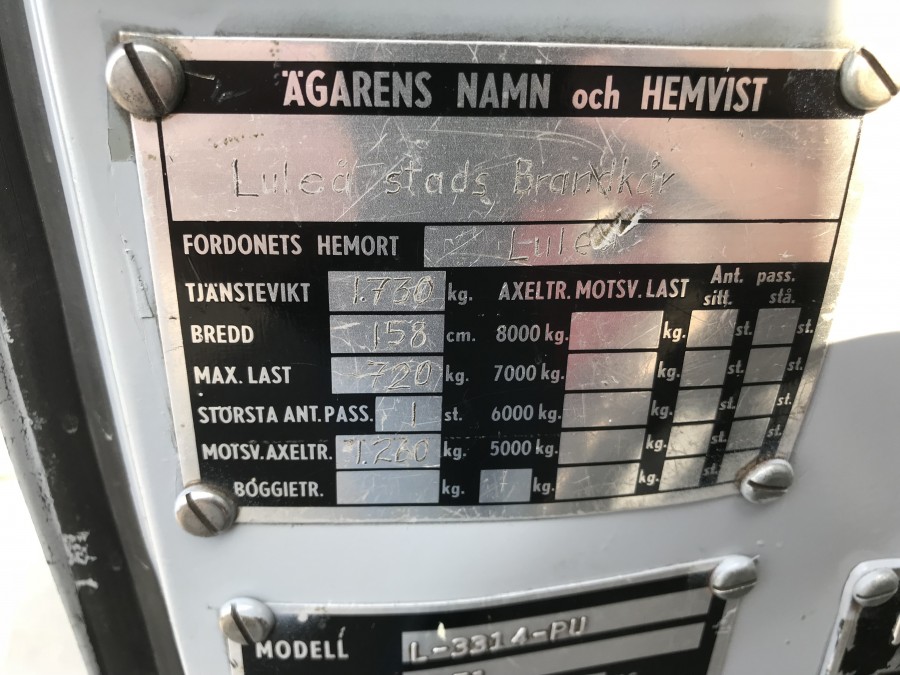 ÄGARENS NAMN och HEMVIST
Luleå stads Brandkår
FORDONETS HEMORT Lule
TJÄNSTEVIKT 1.730 kg. AXELTR. MOTSV. LAST Ant. pass. sitt. stå.
BREDD 158 cm. 8000 kg. kg. st. st.
MAX. LAST 720 kg. 7000 kg. kg. st. st.
STÖRSTA ANT. PASS. 1 st. 6000 kg. kg. st. st.
MOTSV. AXELTR. 1.260 kg. 5000 kg. kg. st. st.
BOGGIETR. kg. kg. kg. st. st.
MODELL L-3314-PU